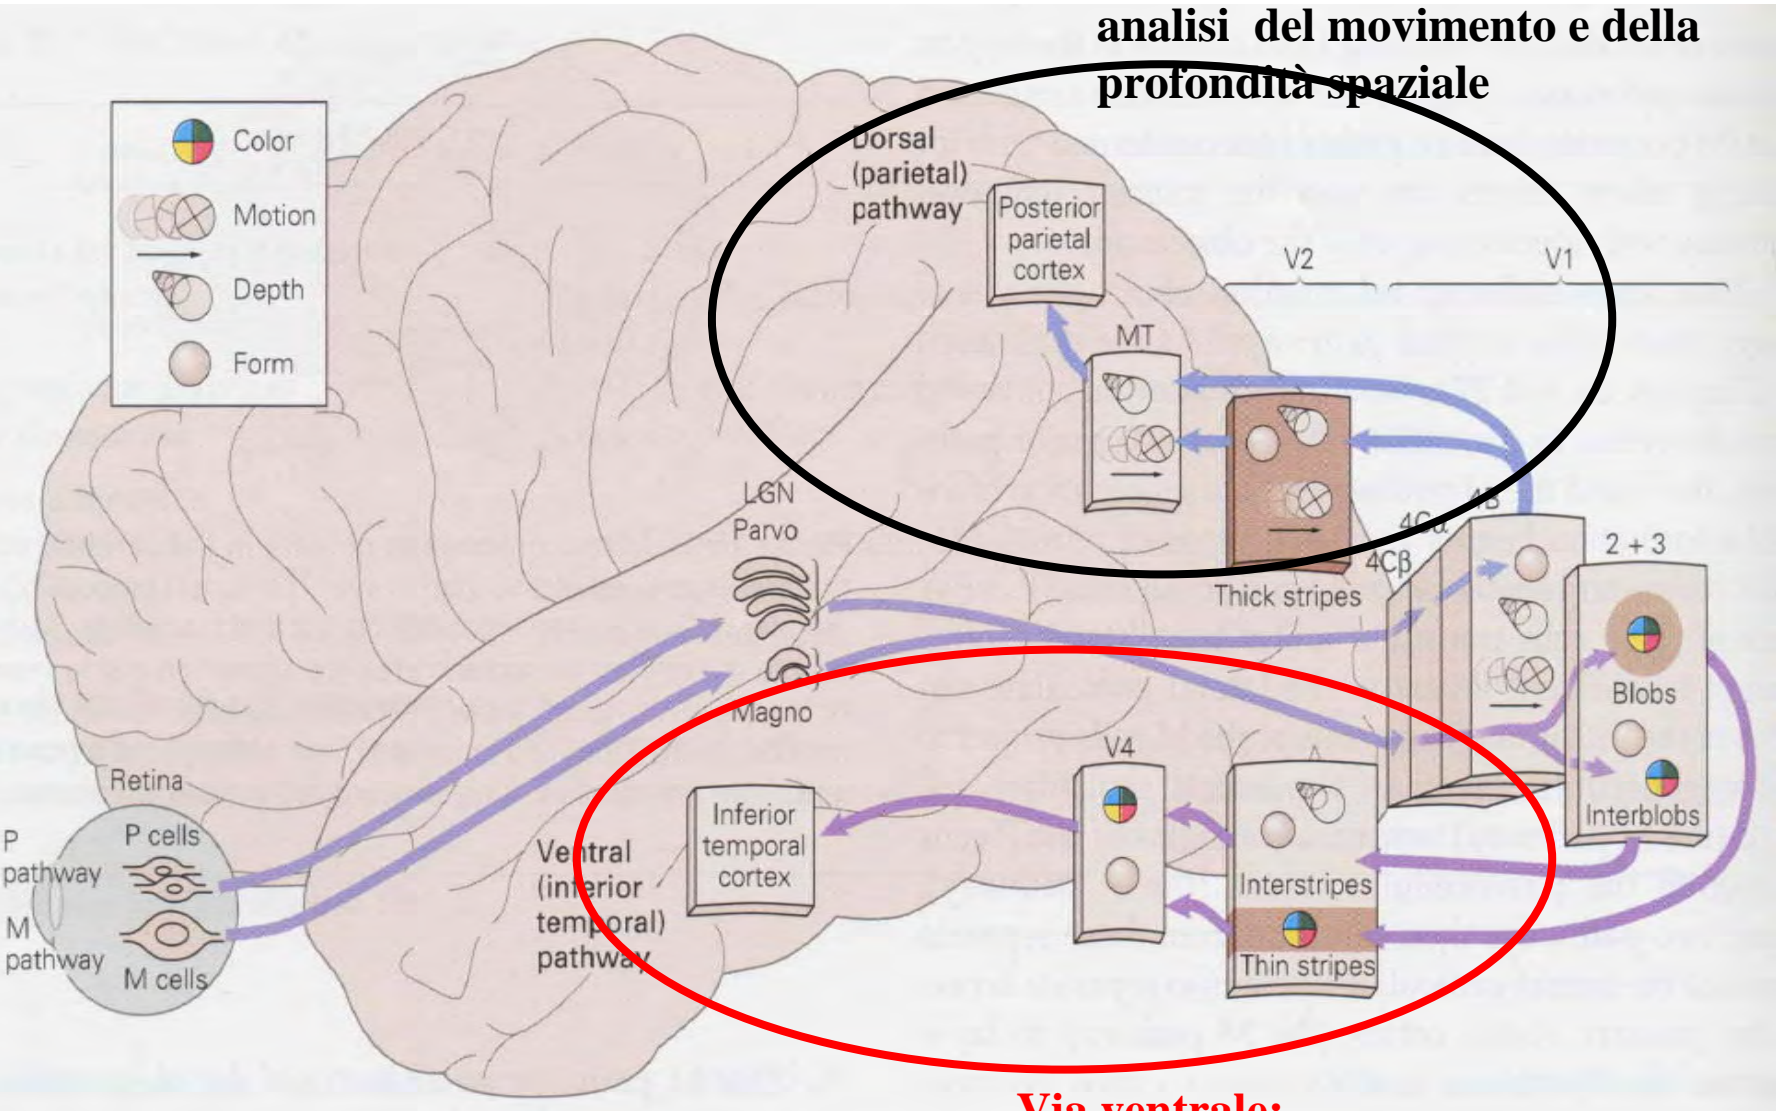 analisi del movimento e della
profondità spaziale
Color
Motion
Depth
Form
Dorsal
(parietal)
pathway
Posterior
parietal
cortex
V2
V1
MT
LGN
Parvo
Magno
Thick stripes
4Cβ
4Cα
4B
2 + 3
Blobs
Interblobs
Retina
P
pathway
M
pathway
P cells
M cells
Ventral
(inferior
temporal)
pathway
Inferior
temporal
cortex
V4
Interstripes
Thin stripes
Via ventrale: